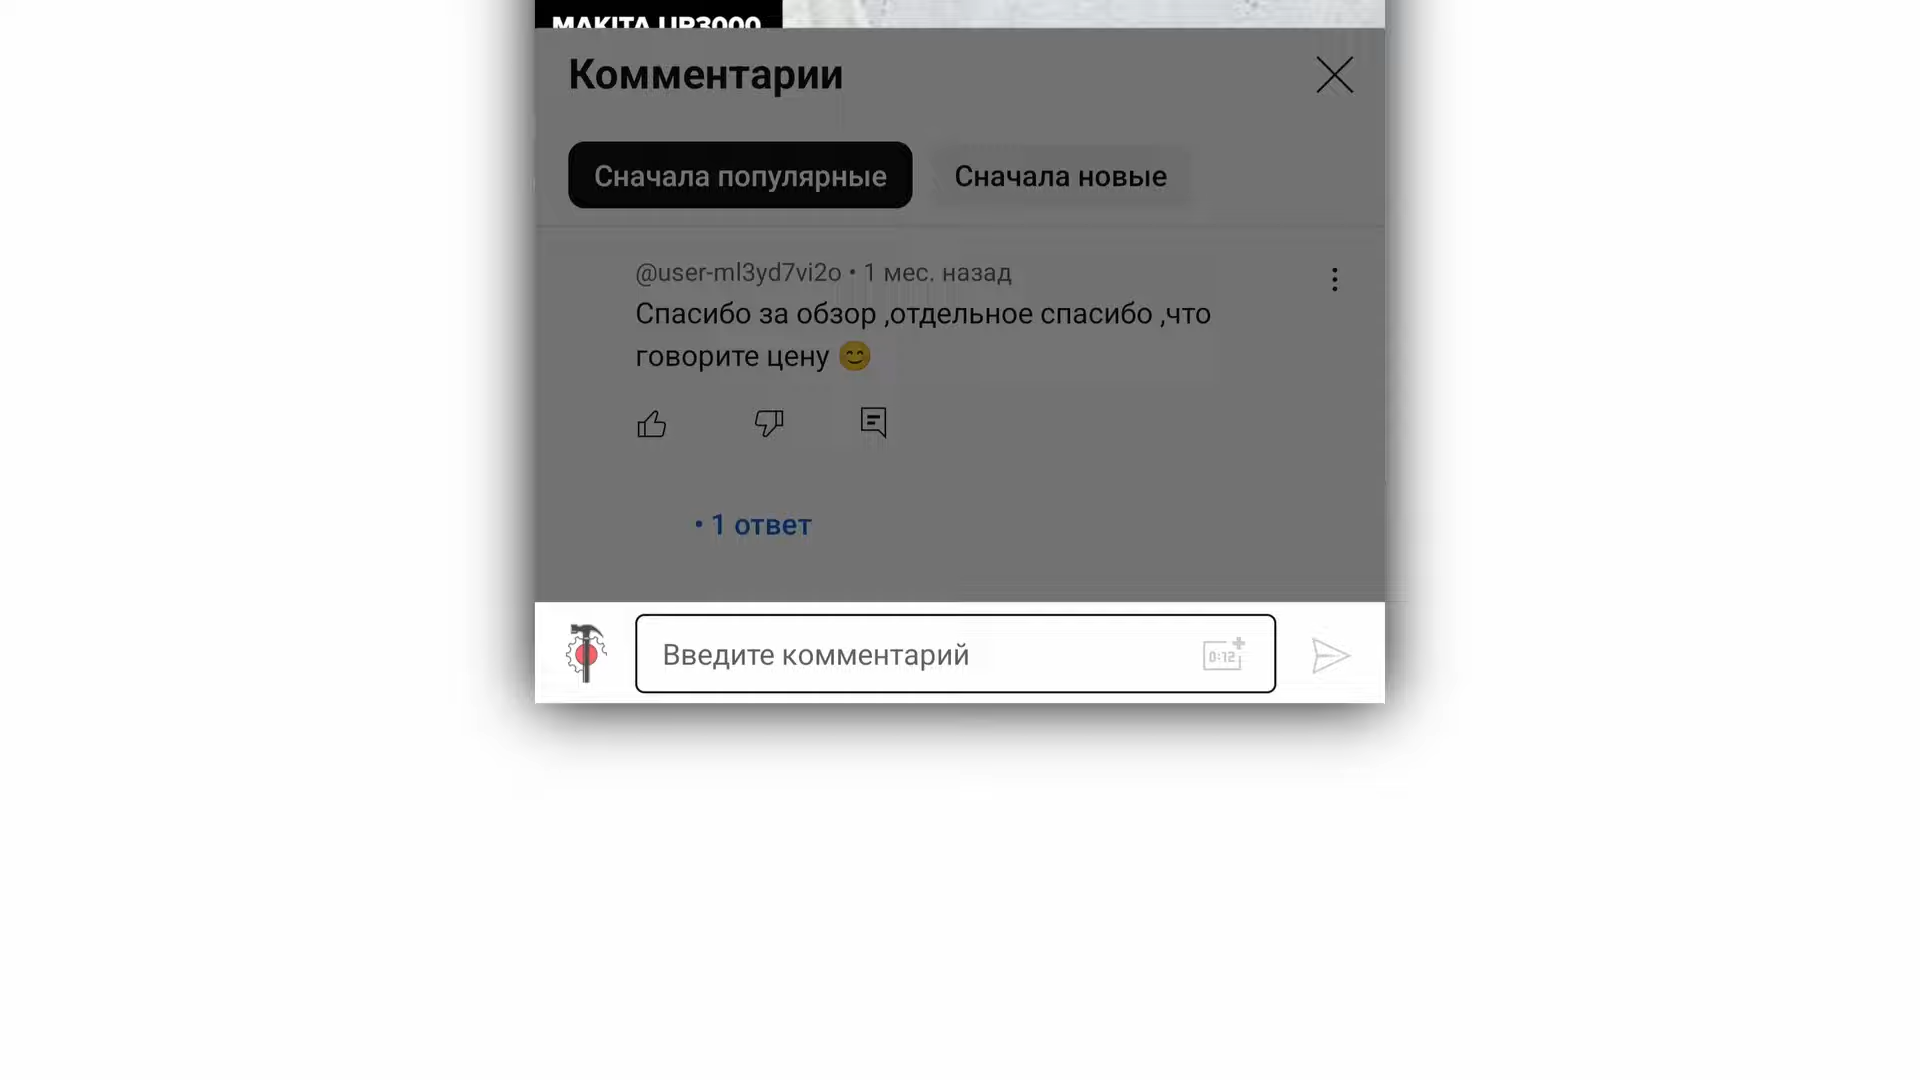 MAKITA HR3000
Комментарии
Сначала популярные
Сначала новые
@user-ml3yd7vi2o • 1 мес. назад
Спасибо за обзор ,отдельное спасибо ,что
говорите цену 😊
• 1 ответ
Введите комментарий
0:12